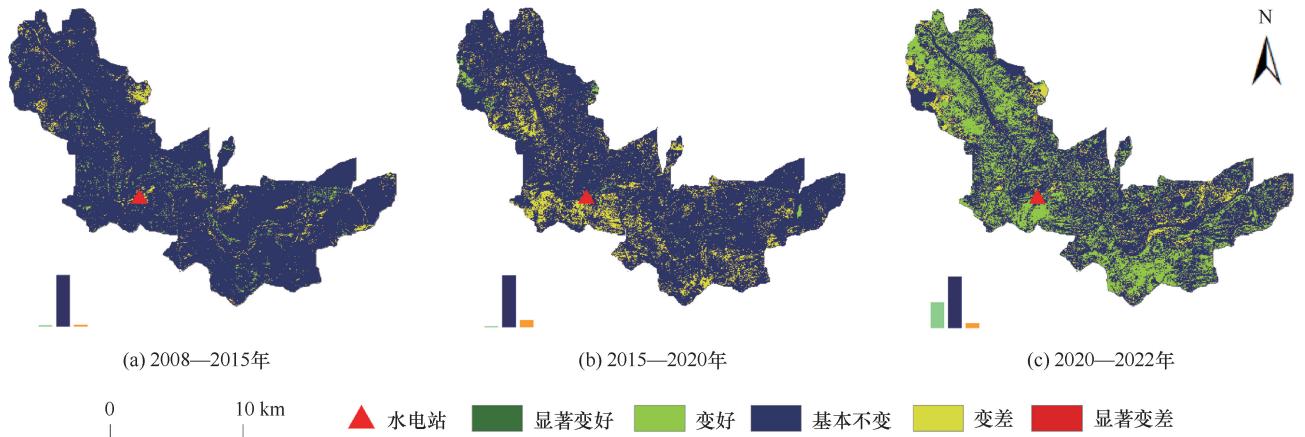 N
(a) 2008—2015年
(b) 2015—2020年
(c) 2020—2022年
0 10 km
水电站 显著变好 变好 基本不变 变差 显著变差